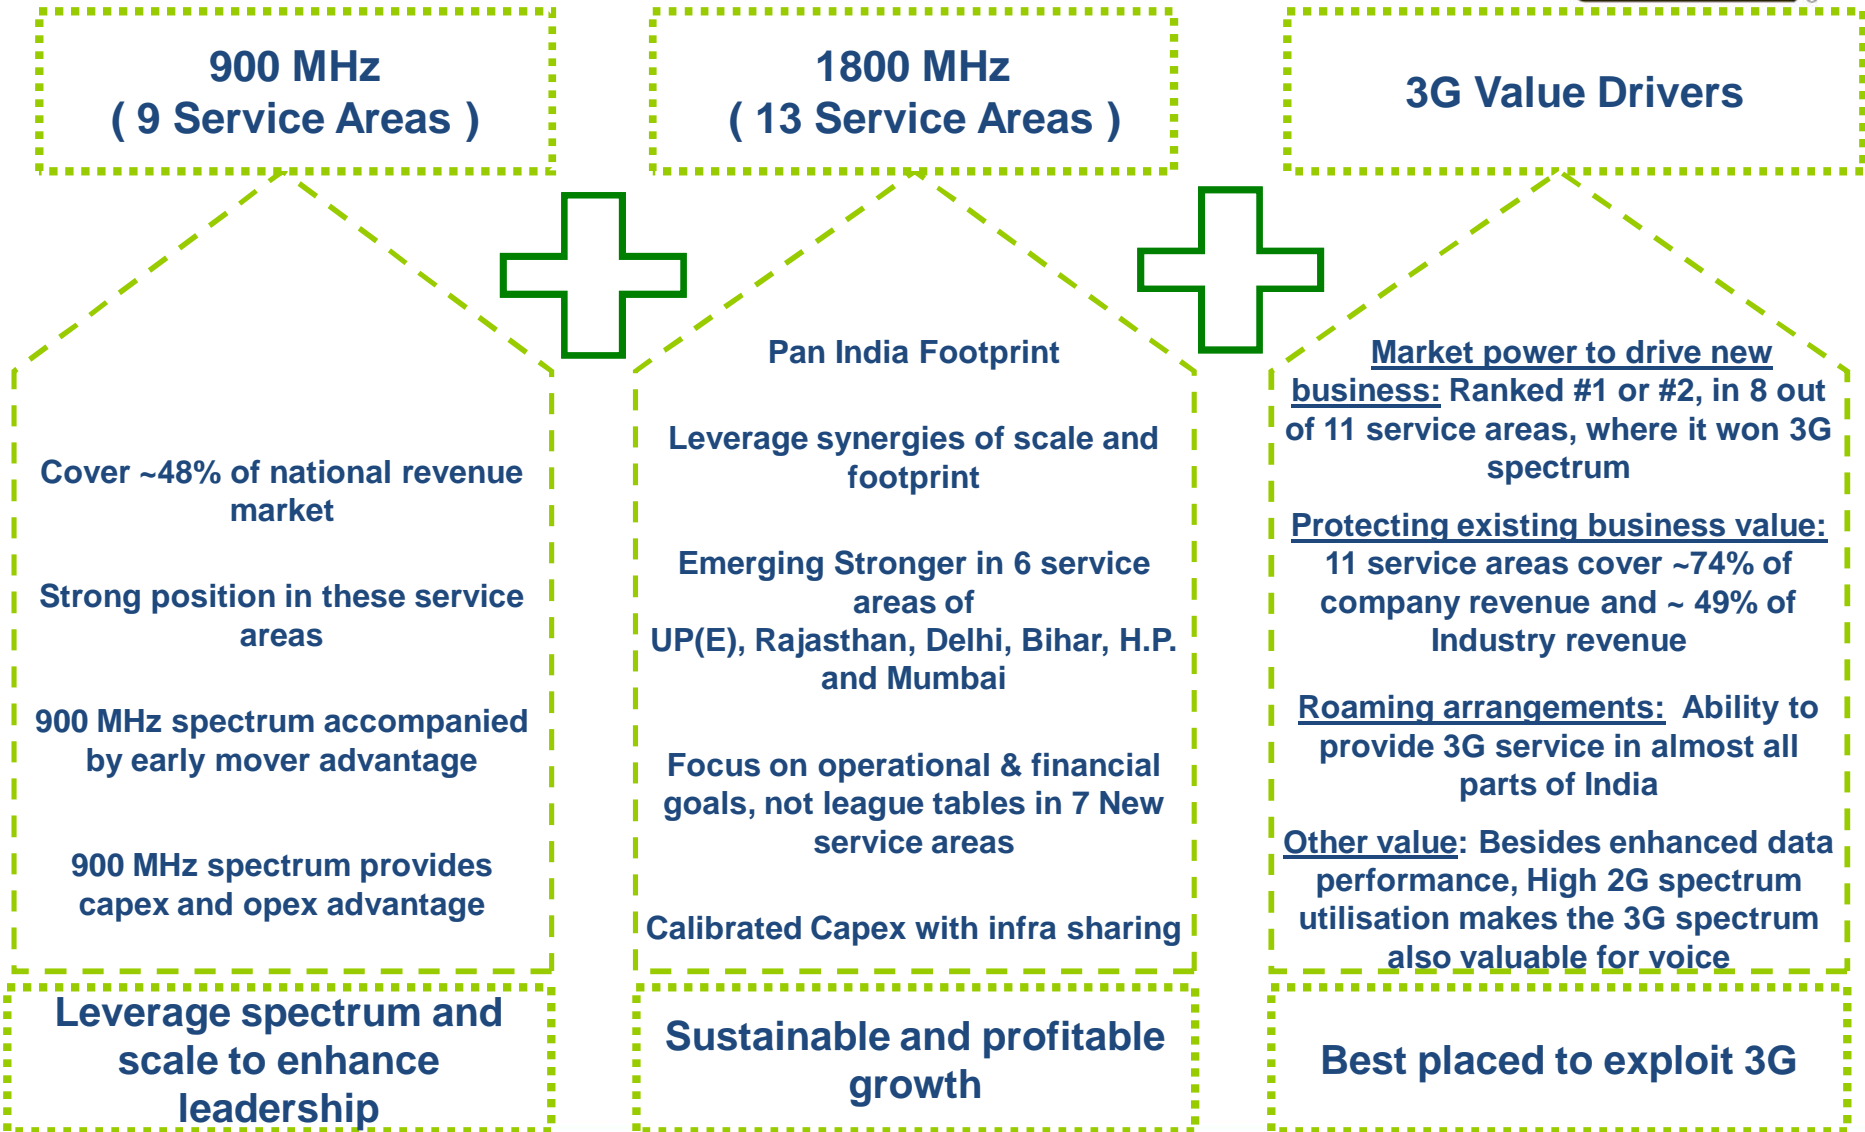 900 MHz
( 9 Service Areas )
Cover ~48% of national revenue
market
Strong position in these service
areas
900 MHz spectrum accompanied
by early mover advantage
900 MHz spectrum provides
capex and opex advantage
Leverage spectrum and
scale to enhance
leadership
1800 MHz
( 13 Service Areas )
Pan India Footprint
Leverage synergies of scale and
footprint
Emerging Stronger in 6 service
areas of
UP(E), Rajasthan, Delhi, Bihar, H.P.
and Mumbai
Focus on operational & financial
goals, not league tables in 7 New
service areas
Calibrated Capex with infra sharing
Sustainable and profitable
growth
3G Value Drivers
Market power to drive new
business: Ranked #1 or #2, in 8 out
of 11 service areas, where it won 3G
spectrum
Protecting existing business value:
11 service areas cover ~74% of
company revenue and ~ 49% of
Industry revenue
Roaming arrangements: Ability to
provide 3G service in almost all
parts of India
Other value: Besides enhanced data
performance, High 2G spectrum
utilisation makes the 3G spectrum
also valuable for voice
Best placed to exploit 3G